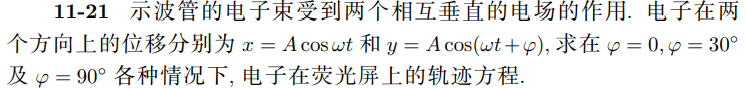 11-21 示波管的电子束受到两个相互垂直的电场的作用. 电子在两
个方向上的位移分别为 x = A cos ωt 和 y = A cos(ωt+φ), 求在 φ = 0, φ = 30°
及 φ = 90° 各种情况下, 电子在荧光屏上的轨迹方程.